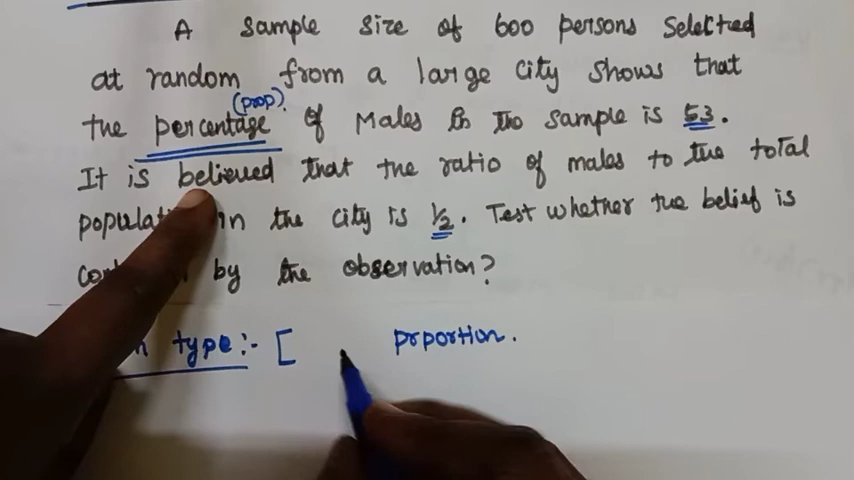 A sample size of 600 persons selected
at random from a large city shows that
(prop).
the percentage of Males in the sample is 53.
It is believed that the ratio of males to the total
in the city is 1/2. Test whether the belief is
by the observation?
type:- [ prportion.